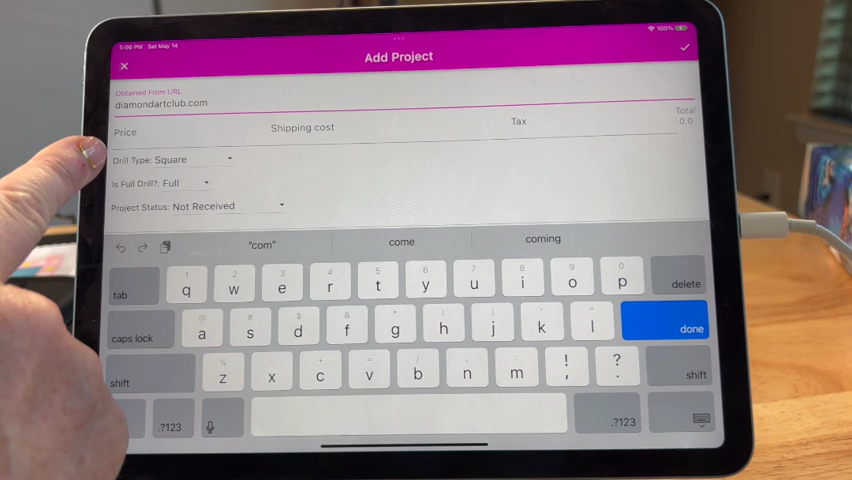 5:08 PM Sat May 14
100%
Add Project
Obtained From URL
diamondartclub.com
Price Shipping cost Tax Total
0.0
Drill Type: Square
Is Full Drill?: Full
Project Status: Not Received
"com" come coming
1 2 3 4 5 6 7 8 9 0
tab q w e r t y u i o p delete
@ # $ & * ( ) ' "
caps lock a s d f g h j k l done
% - + = / ; : ! ?
shift z x c v b n m , . shift
.?123 .?123